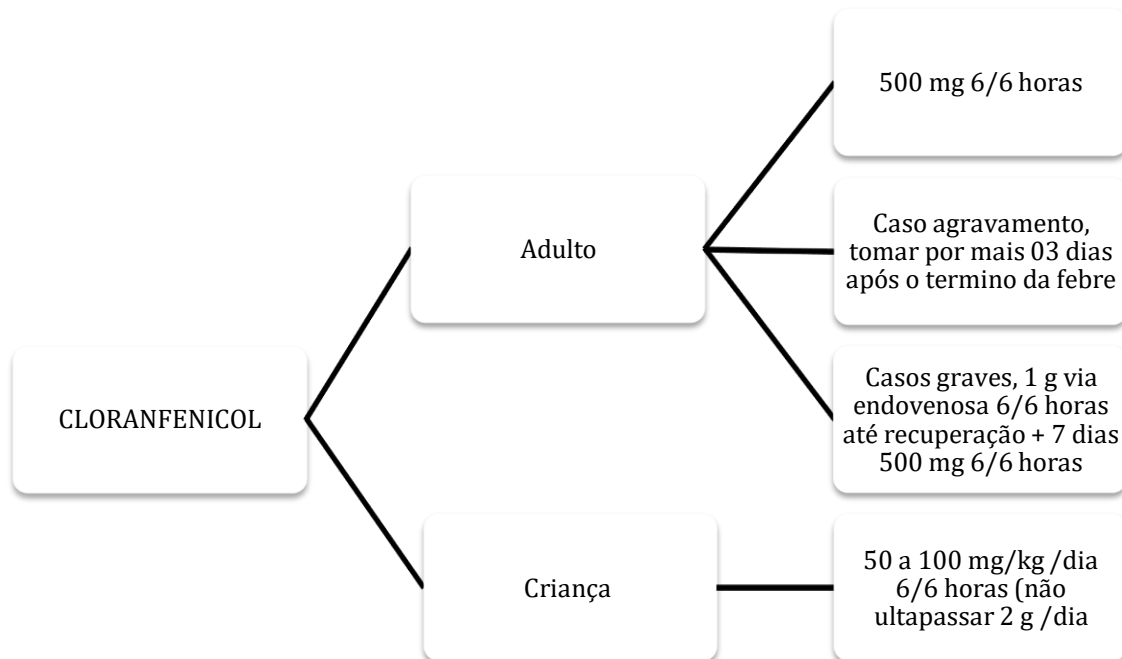 CLORANFENICOL
Adulto
500 mg 6/6 horas
Caso agravamento,
tomar por mais 03 dias
após o termino da febre
Casos graves, 1 g via
endovenosa 6/6 horas
até recuperação + 7 dias
500 mg 6/6 horas
Criança
50 a 100 mg/kg /dia
6/6 horas (não
ultapassar 2 g /dia